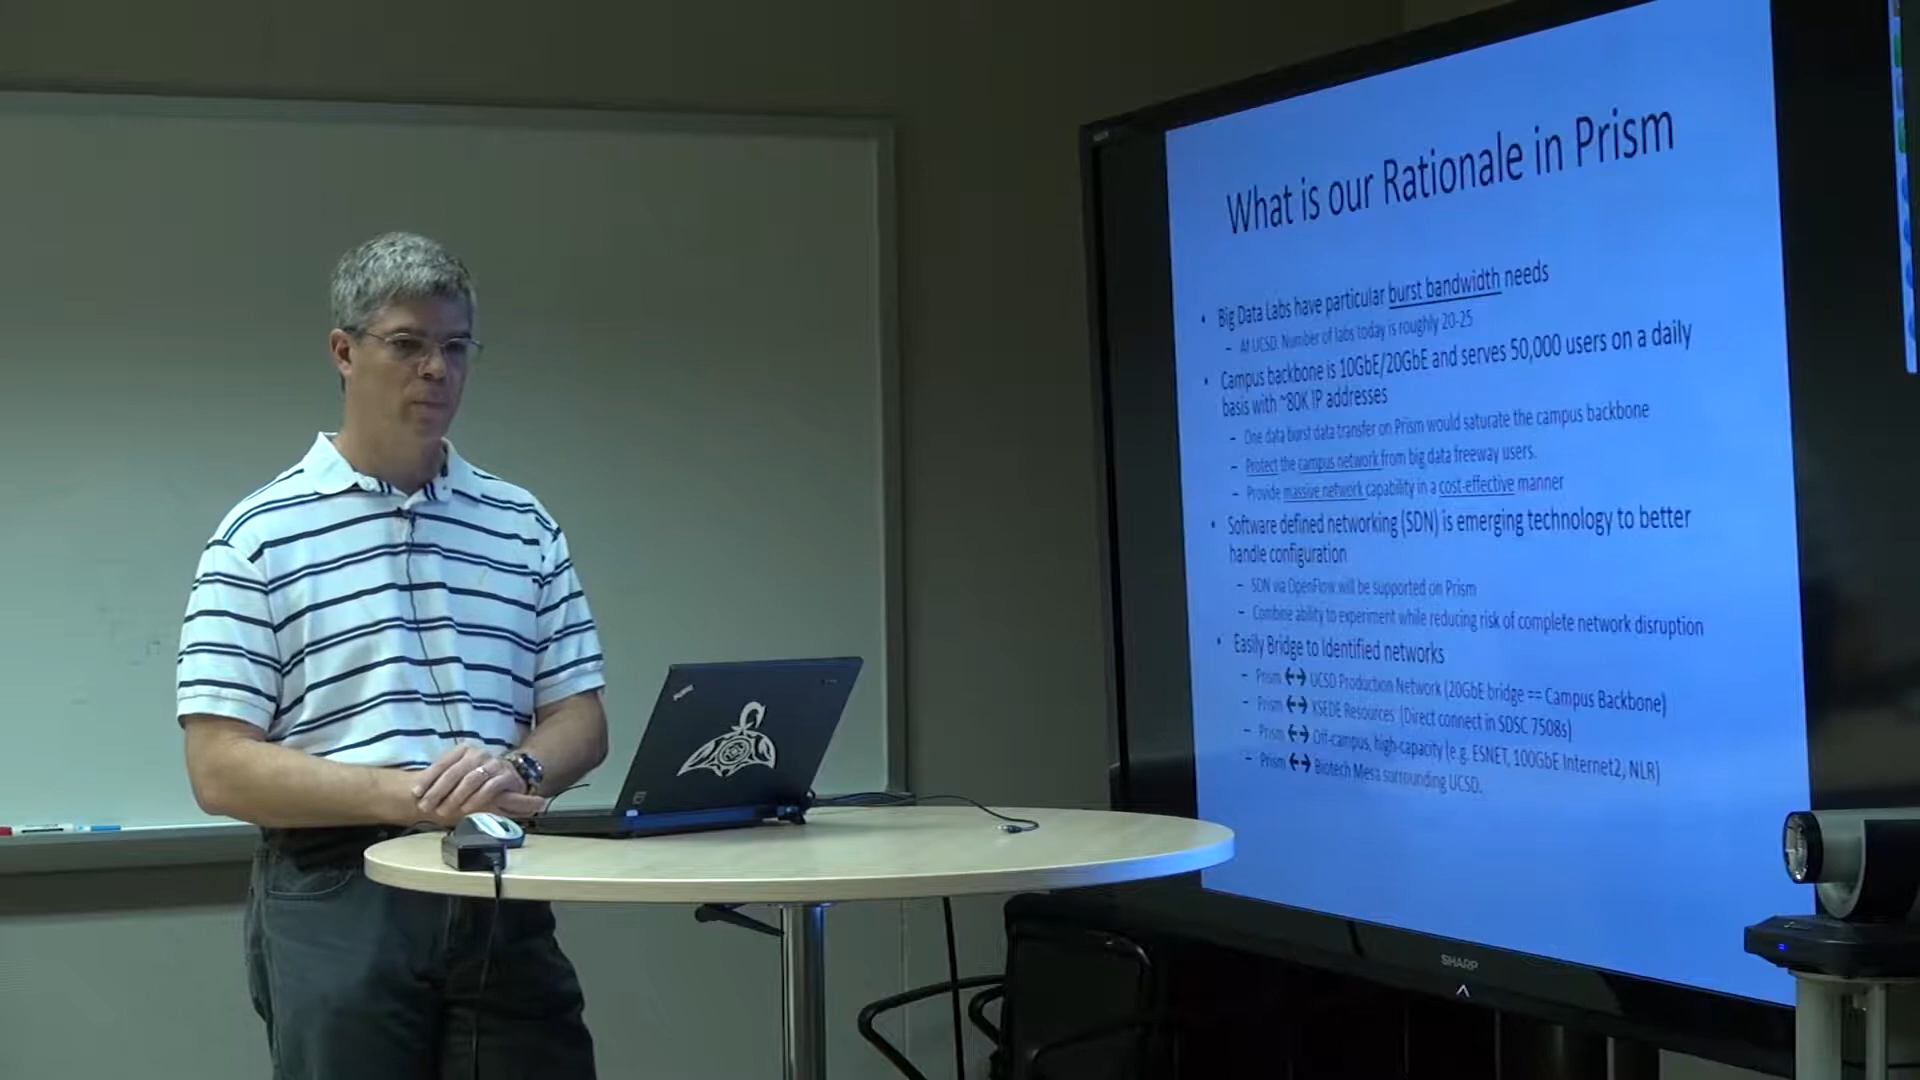 What is our Rationale in Prism
• Big Data Labs have particular burst bandwidth needs
– At UCSD. Number of labs today is roughly 20-25
• Campus backbone is 10GbE/20GbE and serves 50,000 users on a daily
basis with ~80K IP addresses
– One data burst data transfer on Prism would saturate the campus backbone
– Protect the campus network from big data freeway users.
– Provide massive network capability in a cost-effective manner
• Software defined networking (SDN) is emerging technology to better
handle configuration
– SDN via OpenFlow will be supported on Prism
– Combine ability to experiment while reducing risk of complete network disruption
• Easily Bridge to Identified networks
– Prism ↔ UCSD Production Network (20GbE bridge == Campus Backbone)
– Prism ↔ XSEDE Resources (Direct connect in SDSC 7508s)
– Prism ↔ Off-campus, high-capacity (e.g. ESNET, 100GbE Internet2, NLR)
– Prism ↔ Biotech Mesa surrounding UCSD.
SHARP
ThinkPad